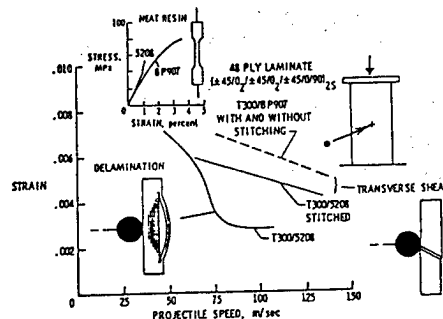 NEAT RESIN
100
STRESS,
MPa
5208
BP907
0 1 2 3 4 5
STRAIN, percent
48 PLY LAMINATE
[±45/0₂/±45/0₂/±45/0/90]₂S
T300/BP907
WITH AND WITHOUT
STITCHING
.010
.008
.006
.004
.002
STRAIN
DELAMINATION
TRANSVERSE SHEAR
T300/5208
STITCHED
T300/5208
0 25 50 75 100 125 150
PROJECTILE SPEED, m/sec